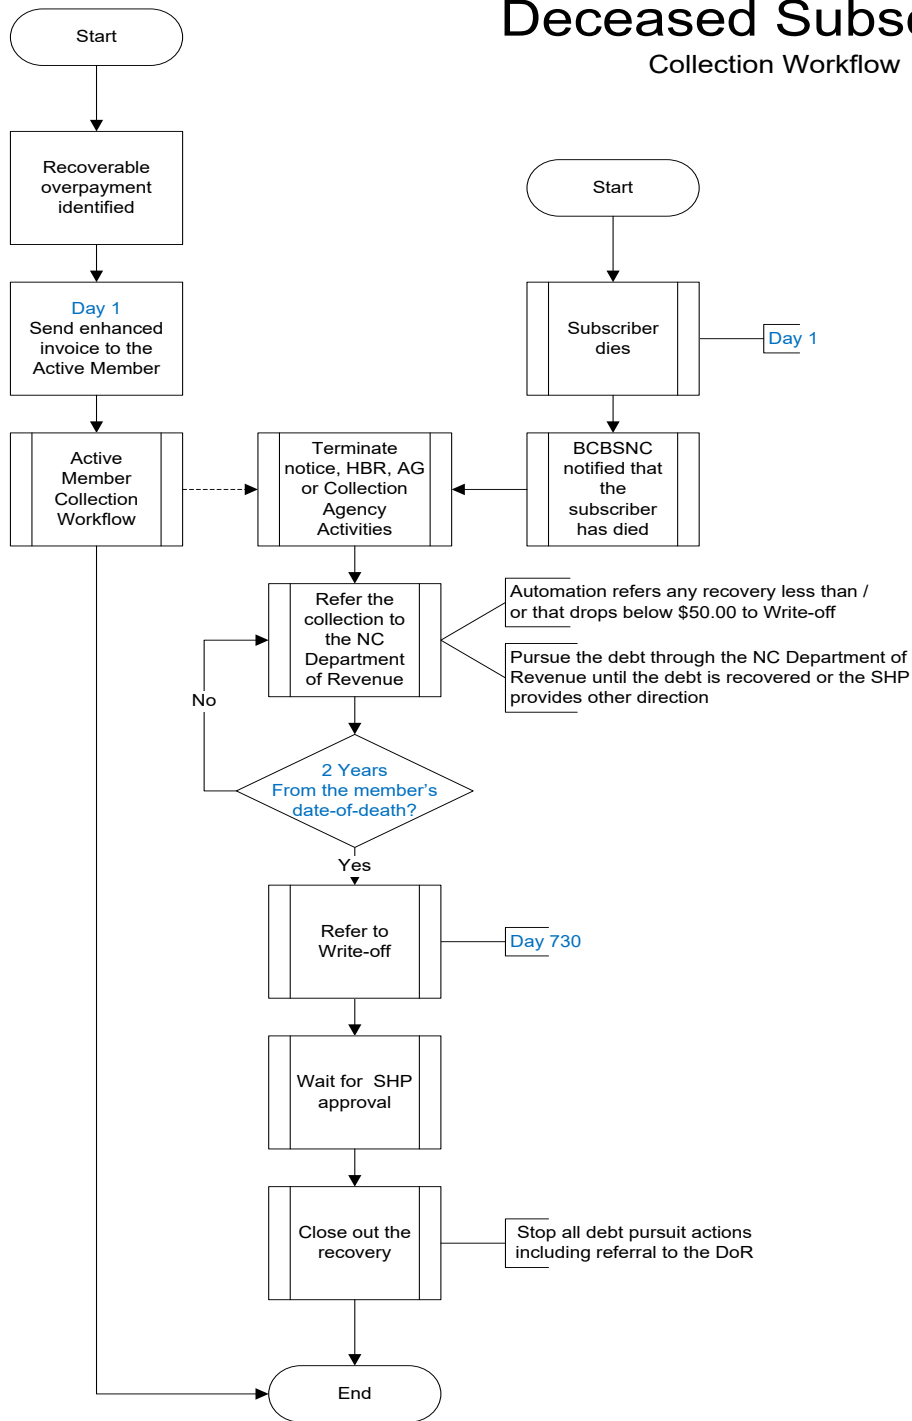 Deceased
Collection Workflow
Start
Recoverable
overpayment
identified
Day 1
Send enhanced
invoice to the
Active Member
Active
Member
Collection
Workflow
Start
Subscriber
dies
Day 1
BCBSNC
notified that
the
subscriber
has died
Terminate
notice, HBR, AG
or Collection
Agency
Activities
Refer the
collection to
the NC
Department
of Revenue
Automation refers any recovery less than /
or that drops below $50.00 to Write-off
Pursue the debt through the NC Department of
Revenue until the debt is recovered or the SHP
provides other direction
No
2 Years
From the member’s
date-of-death?
Yes
Refer to
Write-off
Day 730
Wait for SHP
approval
Close out the
recovery
Stop all debt pursuit actions
including referral to the DoR
End